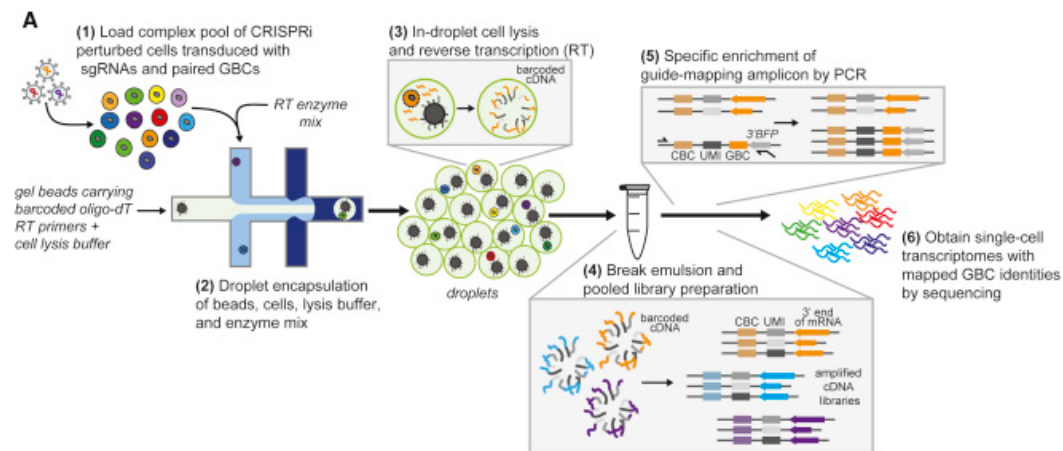 A
(1) Load complex pool of CRISPRi
perturbed cells transduced with
sgRNAs and paired GBCs
RT enzyme
mix
gel beads carrying
barcoded oligo-dT
RT primers +
cell lysis buffer
(2) Droplet encapsulation
of beads, cells, lysis buffer,
and enzyme mix
(3) In-droplet cell lysis
and reverse transcription (RT)
barcoded
cDNA
droplets
(4) Break emulsion and
pooled library preparation
barcoded
cDNA
CBC UMI 3' end
of mRNA
amplified
cDNA
libraries
(5) Specific enrichment of
guide-mapping amplicon by PCR
3'BFP
CBC UMI GBC
(6) Obtain single-cell
transcriptomes with
mapped GBC identities
by sequencing